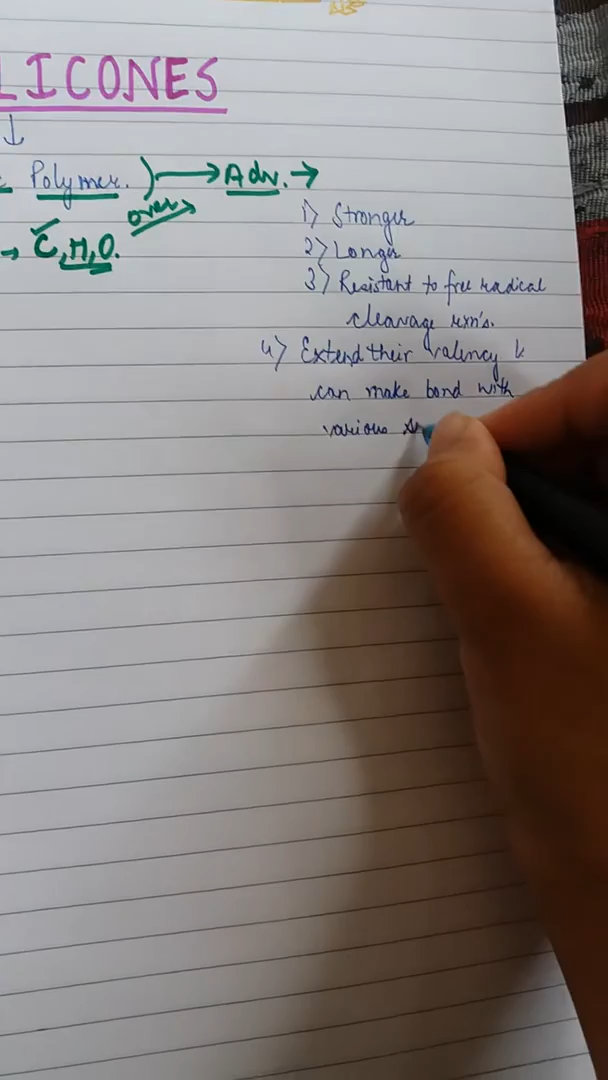 LICONES
↓
Polymer. ) → Adv. →
→ C, H, O. over
1) Stronger
2) Longer
3) Resistant to free radical
cleavage rxn's.
4) Extend their valency &
can make bond with
various